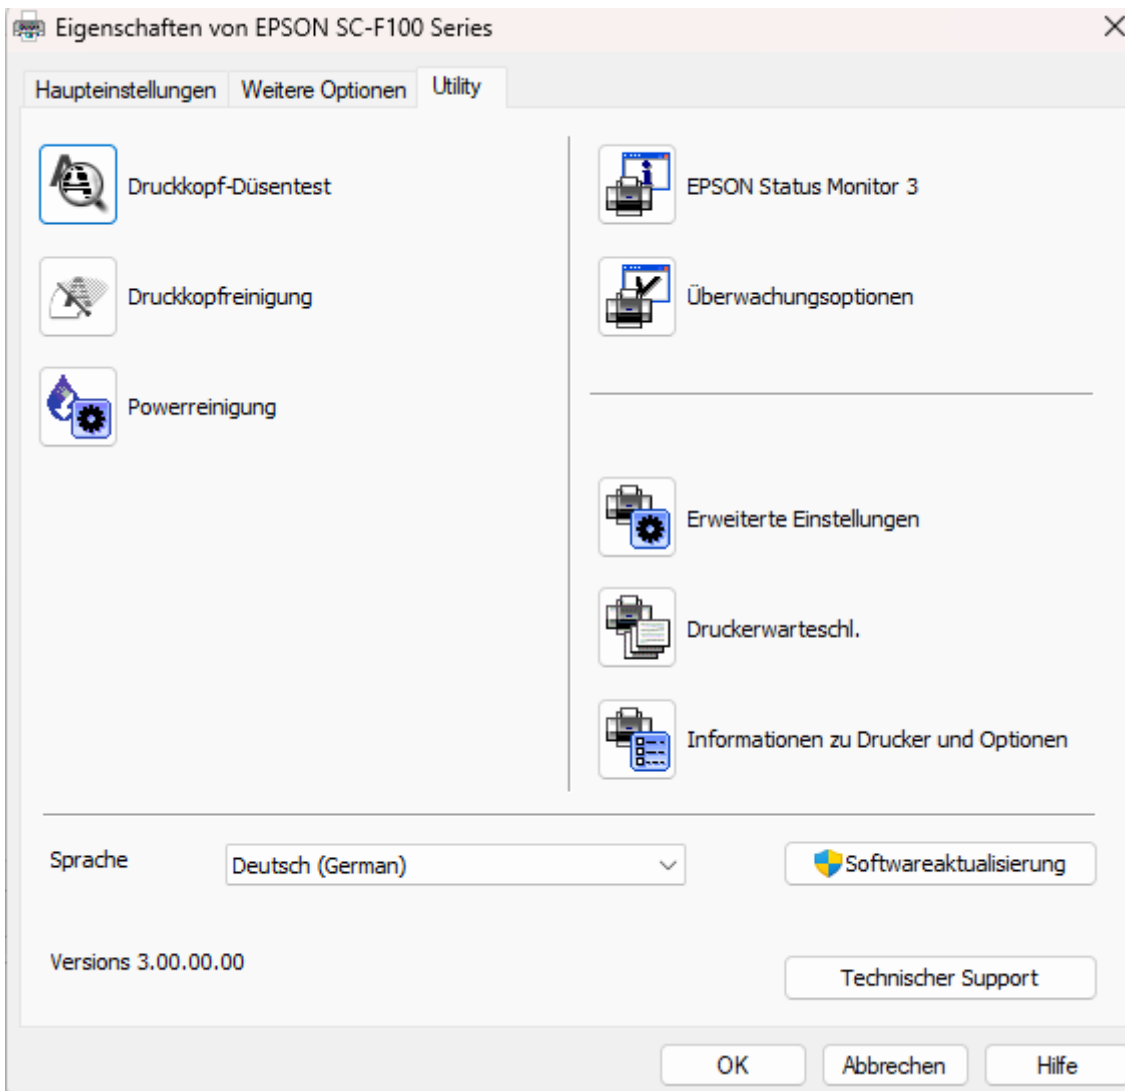 Eigenschaften von EPSON SC-F100 Series
Haupteinstellungen
Weitere Optionen
Utility
Druckkopf-Düsentest
Druckkopfreinigung
Powerreinigung
EPSON Status Monitor 3
Überwachungsoptionen
Erweiterte Einstellungen
Druckerwarteschl.
Informationen zu Drucker und Optionen
Sprache
Deutsch (German)
Softwareaktualisierung
Versions 3.00.00.00
Technischer Support
OK
Abbrechen
Hilfe